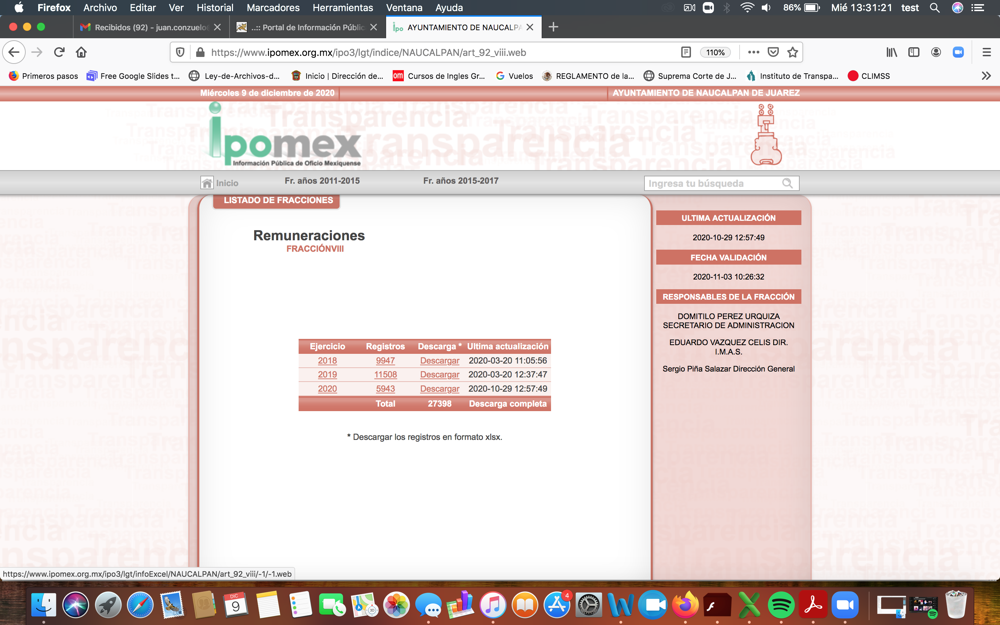 Firefox Archivo Editar Ver Historial Marcadores Herramientas Ventana Ayuda 86% Mié 13:31:21 test
Recibidos (92) - juan.conzuelo
..:: Portal de Información Públic
ipo AYUNTAMIENTO DE NAUCALPA
https://www.ipomex.org.mx/ipo3/lgt/indice/NAUCALPAN/art_92_viii.web 110%
Primeros pasos Free Google Slides t... Ley-de-Archivos-d... Inicio | Dirección de... om Cursos de Ingles Gr... G Vuelos REGLAMENTO de la... Suprema Corte de J... Instituto de Transpa... CLIMSS
Miércoles 9 de diciembre de 2020 AYUNTAMIENTO DE NAUCALPAN DE JUAREZ
Transparencia
ipomex
Información Pública de Oficio Mexiquense
Inicio Fr. años 2011-2015 Fr. años 2015-2017 Ingresa tu búsqueda
LISTADO DE FRACCIONES
Remuneraciones
FRACCIÓNVIII
Ejercicio Registros Descarga * Ultima actualización
2018 9947 Descargar 2020-03-20 11:05:56
2019 11508 Descargar 2020-03-20 12:37:47
2020 5943 Descargar 2020-10-29 12:57:49
Total 27398 Descarga completa
* Descargar los registros en formato xlsx.
ULTIMA ACTUALIZACIÓN
2020-10-29 12:57:49
FECHA VALIDACIÓN
2020-11-03 10:26:32
RESPONSABLES DE LA FRACCIÓN
DOMITILO PEREZ URQUIZA
SECRETARIO DE ADMINISTRACION
EDUARDO VAZQUEZ CELIS DIR.
I.M.A.S.
Sergio Piña Salazar Dirección General
https://www.ipomex.org.mx/ipo3/lgt/infoExcel/NAUCALPAN/art_92_viii/-1/-1.web
DIC
9
3D
4